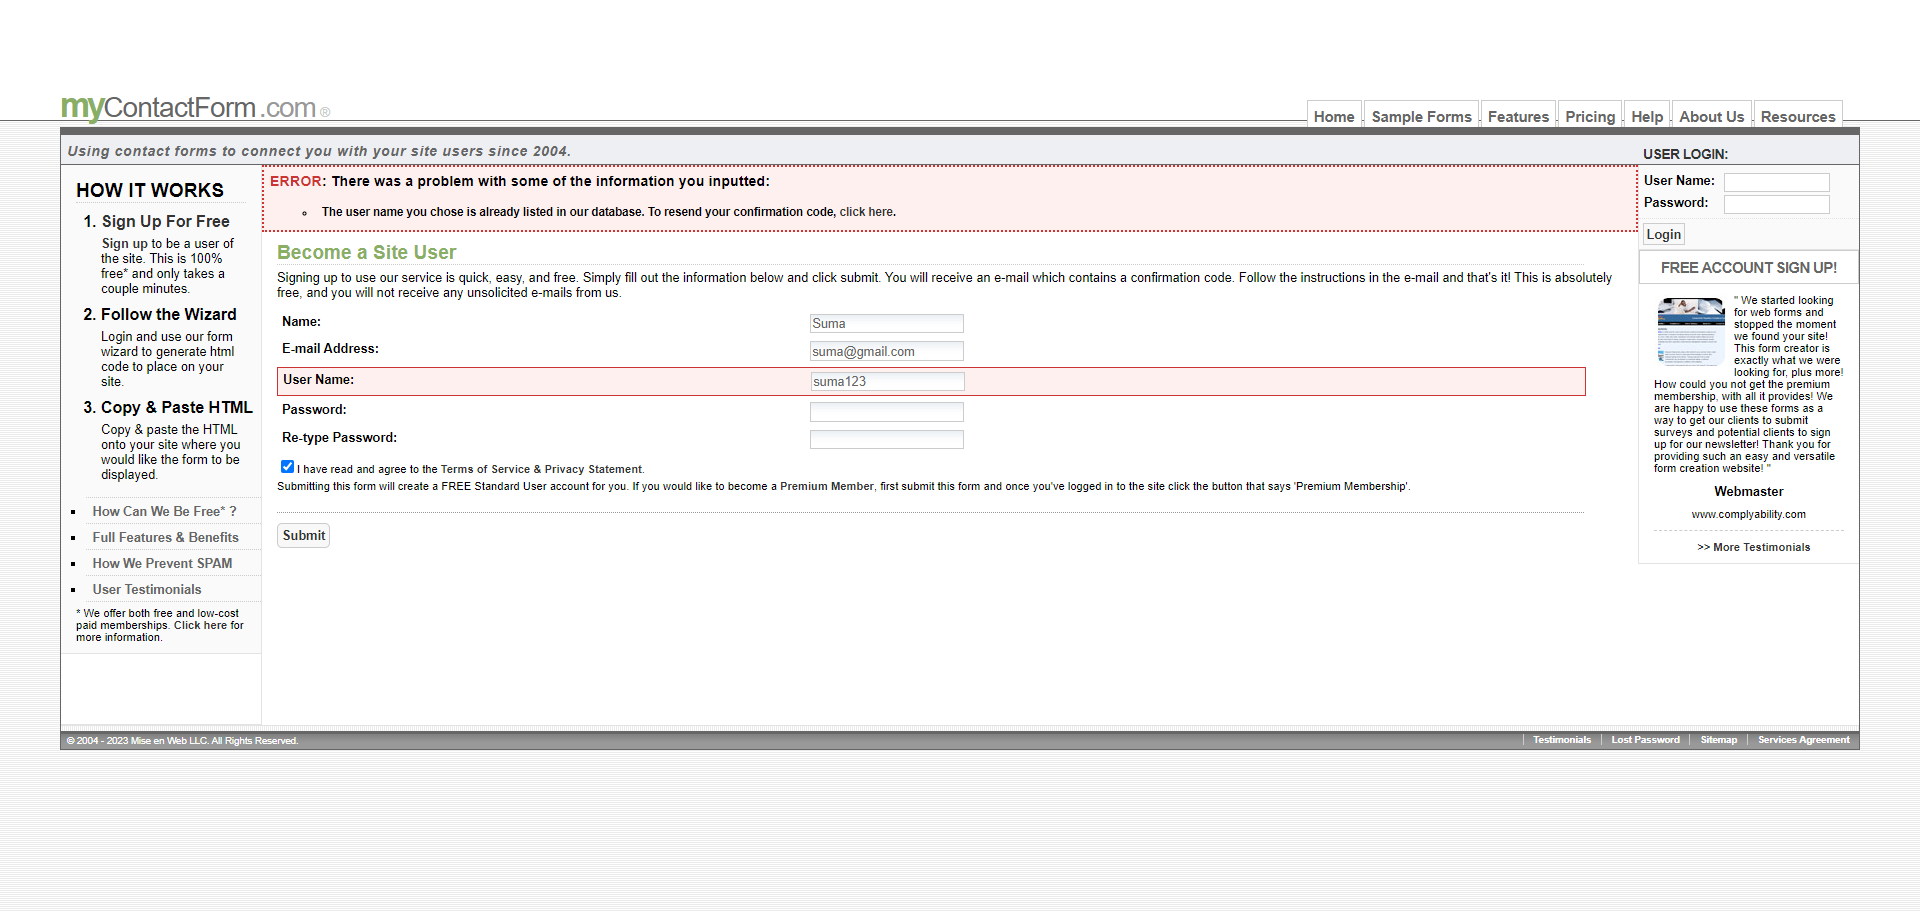 myContactForm.com ®
Home
Sample Forms
Features
Pricing
Help
About Us
Resources
Using contact forms to connect you with your site users since 2004.
USER LOGIN:
HOW IT WORKS
1. Sign Up For Free
Sign up to be a user of
the site. This is 100%
free* and only takes a
couple minutes.
2. Follow the Wizard
Login and use our form
wizard to generate html
code to place on your
site.
3. Copy & Paste HTML
Copy & paste the HTML
onto your site where you
would like the form to be
displayed.
How Can We Be Free* ?
Full Features & Benefits
How We Prevent SPAM
User Testimonials
* We offer both free and low-cost
paid memberships. Click here for
more information.
ERROR: There was a problem with some of the information you inputted:
The user name you chose is already listed in our database. To resend your confirmation code, click here.
Become a Site User
Signing up to use our service is quick, easy, and free. Simply fill out the information below and click submit. You will receive an e-mail which contains a confirmation code. Follow the instructions in the e-mail and that's it! This is absolutely
free, and you will not receive any unsolicited e-mails from us.
Name: Suma
E-mail Address: suma@gmail.com
User Name: suma123
Password:
Re-type Password:
I have read and agree to the Terms of Service & Privacy Statement.
Submitting this form will create a FREE Standard User account for you. If you would like to become a Premium Member, first submit this form and once you've logged in to the site click the button that says 'Premium Membership'.
Submit
User Name:
Password:
Login
FREE ACCOUNT SIGN UP!
" We started looking
for web forms and
stopped the moment
we found your site!
This form creator is
exactly what we were
looking for, plus more!
How could you not get the premium
membership, with all it provides! We
are happy to use these forms as a
way to get our clients to submit
surveys and potential clients to sign
up for our newsletter! Thank you for
providing such an easy and versatile
form creation website! "
Webmaster
www.complyability.com
>> More Testimonials
© 2004 - 2023 Mise en Web LLC. All Rights Reserved.
Testimonials
Lost Password
Sitemap
Services Agreement